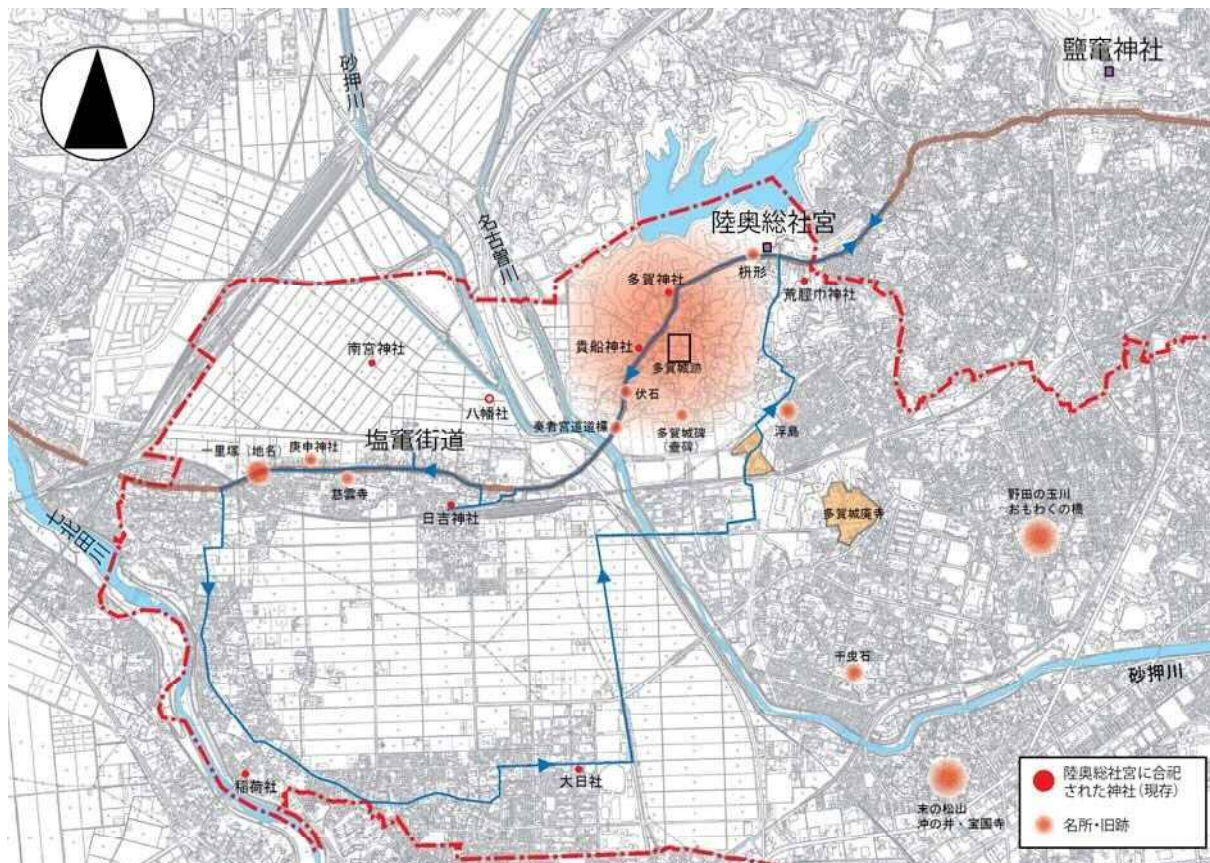 鹽竈神社
砂押川
名古曽川
陸奥総社宮
多賀神社
枡形
荒脛巾神社
貴船神社
多賀城跡
南宮神社
伏石
八幡社
奏者宮道道標
多賀城碑
(壷碑)
浮島
塩竈街道
一里塚(地名)
庚申神社
慈雲寺
日吉神社
多賀城廃寺
野田の玉川
おもわくの橋
七北田川
千曳石
砂押川
稲荷社
大日社
末の松山
沖の井・宝国寺
陸奥総社宮に合祀
された神社(現存)
名所・旧跡